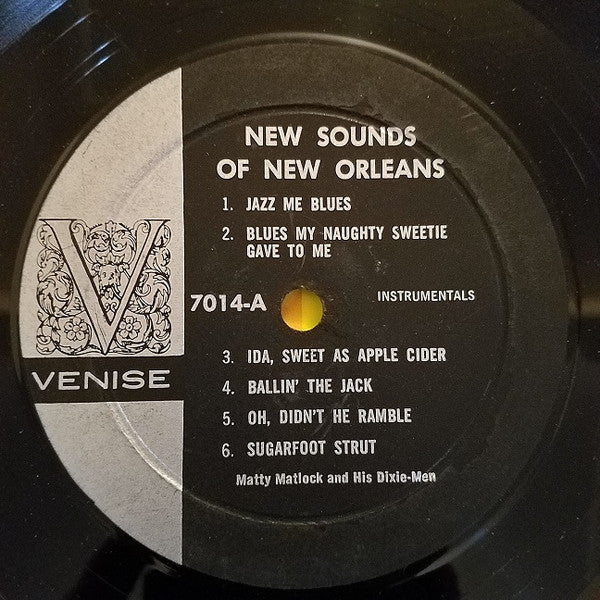 NEW SOUNDS
OF NEW ORLEANS
1. JAZZ ME BLUES
2. BLUES MY NAUGHTY SWEETIE
GAVE TO ME
V
7014-A
INSTRUMENTALS
VENISE
3. IDA, SWEET AS APPLE CIDER
4. BALLIN' THE JACK
5. OH, DIDN'T HE RAMBLE
6. SUGARFOOT STRUT
Matty Matlock and His Dixie-Men